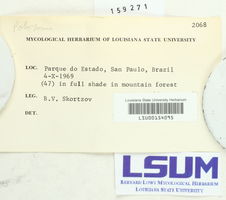 159271
2068
MYCOLOGICAL HERBARIUM OF LOUISIANA STATE UNIVERSITY
LOC. Parque do Estado, San Paulo, Brazil
4-X-1969
(47) in full shade in mountain forest
LEG. B.V. Skortzov
DET.
Louisiana State University Herbarium
LSU00154095
LSUM
BERNARD LOWY MYCOLOGICAL HERBARIUM
LOUISIANA STATE UNIVERSITY